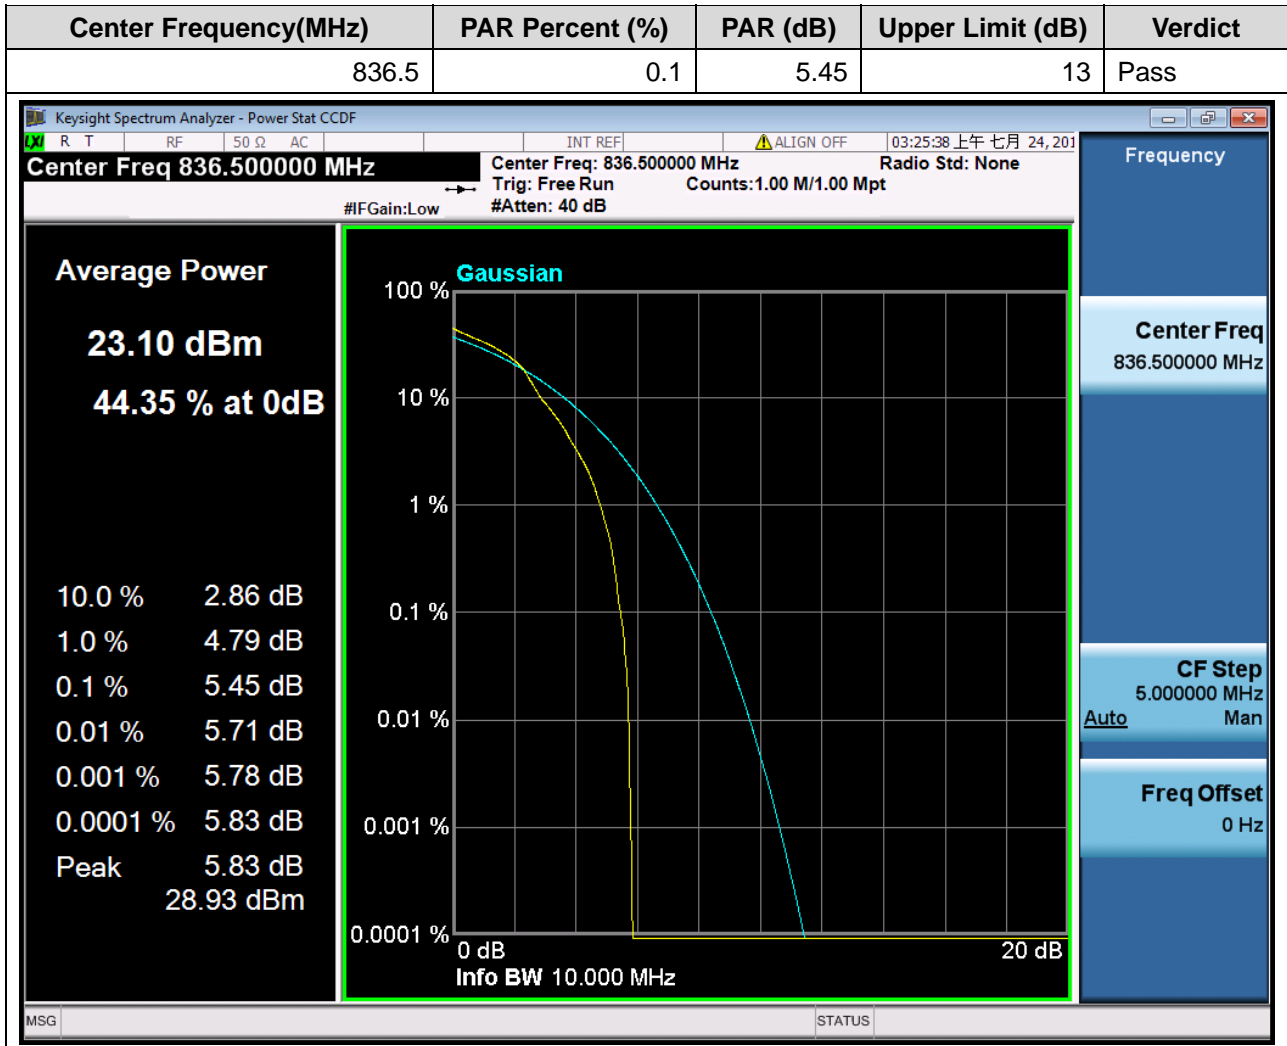 Center Frequency(MHz) PAR Percent (%) PAR (dB) Upper Limit (dB) Verdict
836.5 0.1 5.45 13 Pass
Keysight Spectrum Analyzer - Power Stat CCDF
LXI R T RF 50 Ω AC INT REF ALIGN OFF 03:25:38 上午 七月 24, 201
Center Freq 836.500000 MHz
Center Freq: 836.500000 MHz Radio Std: None
Trig: Free Run Counts:1.00 M/1.00 Mpt
#IFGain:Low #Atten: 40 dB
Frequency
Average Power
23.10 dBm
44.35 % at 0dB
10.0 % 2.86 dB
1.0 % 4.79 dB
0.1 % 5.45 dB
0.01 % 5.71 dB
0.001 % 5.78 dB
0.0001 % 5.83 dB
Peak 5.83 dB
28.93 dBm
Gaussian
100 %
10 %
1 %
0.1 %
0.01 %
0.001 %
0.0001 %
0 dB 20 dB
Info BW 10.000 MHz
Center Freq
836.500000 MHz
CF Step
5.000000 MHz
Auto Man
Freq Offset
0 Hz
MSG STATUS